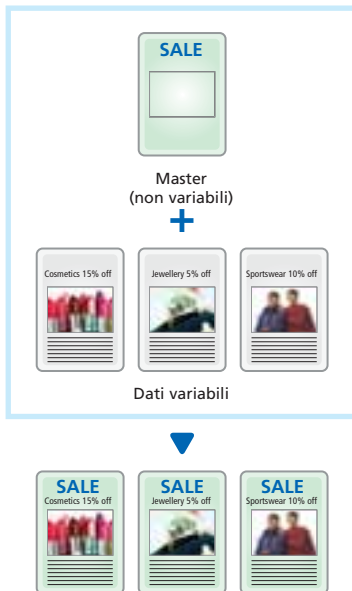 SALE
Master
(non variabili)
+
Cosmetics 15% off
Jewellery 5% off
Sportswear 10% off
Dati variabili
SALE
Cosmetics 15% off
SALE
Jewellery 5% off
SALE
Sportswear 10% off